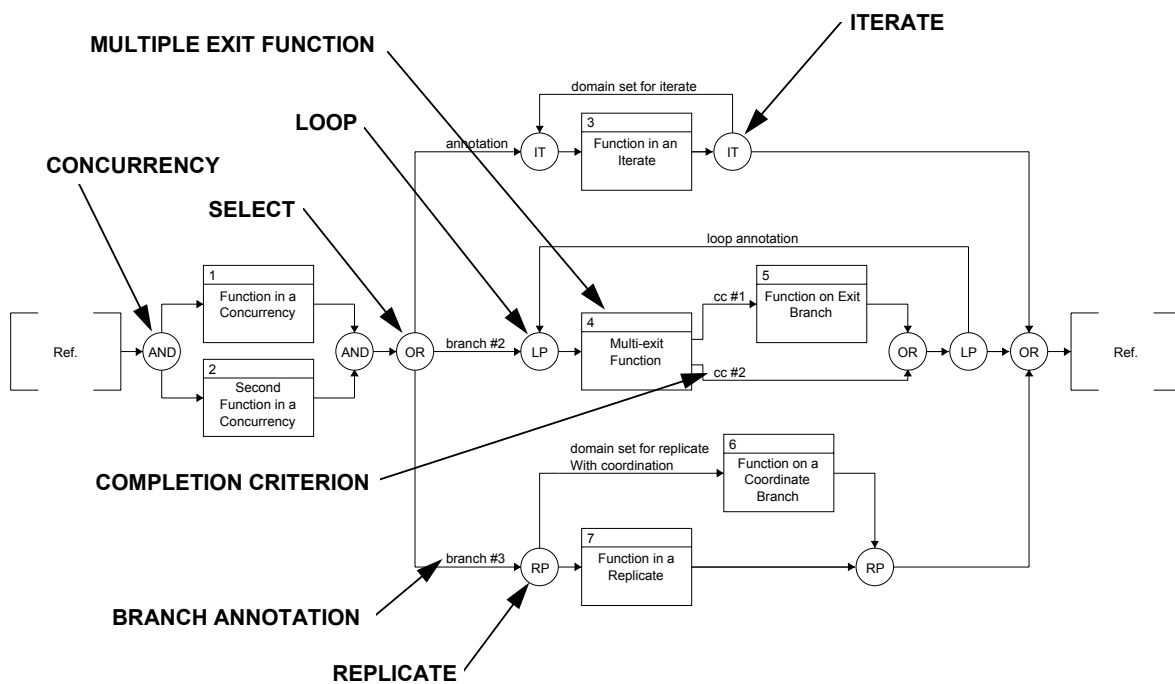 ITERATE
MULTIPLE EXIT FUNCTION
domain set for iterate
LOOP
3
annotation
IT
Function in an
Iterate
IT
CONCURRENCY
SELECT
loop annotation
1
Function in a
Concurrency
5
cc #1
Function on Exit
Branch
4
Ref.
AND
AND
OR
branch #2
LP
Multi-exit
Function
OR
LP
OR
Ref.
2
Second
Function in a
Concurrency
cc #2
6
domain set for replicate
With coordination
Function on a
Coordinate
Branch
COMPLETION CRITERION
7
branch #3
RP
Function in a
Replicate
RP
BRANCH ANNOTATION
REPLICATE